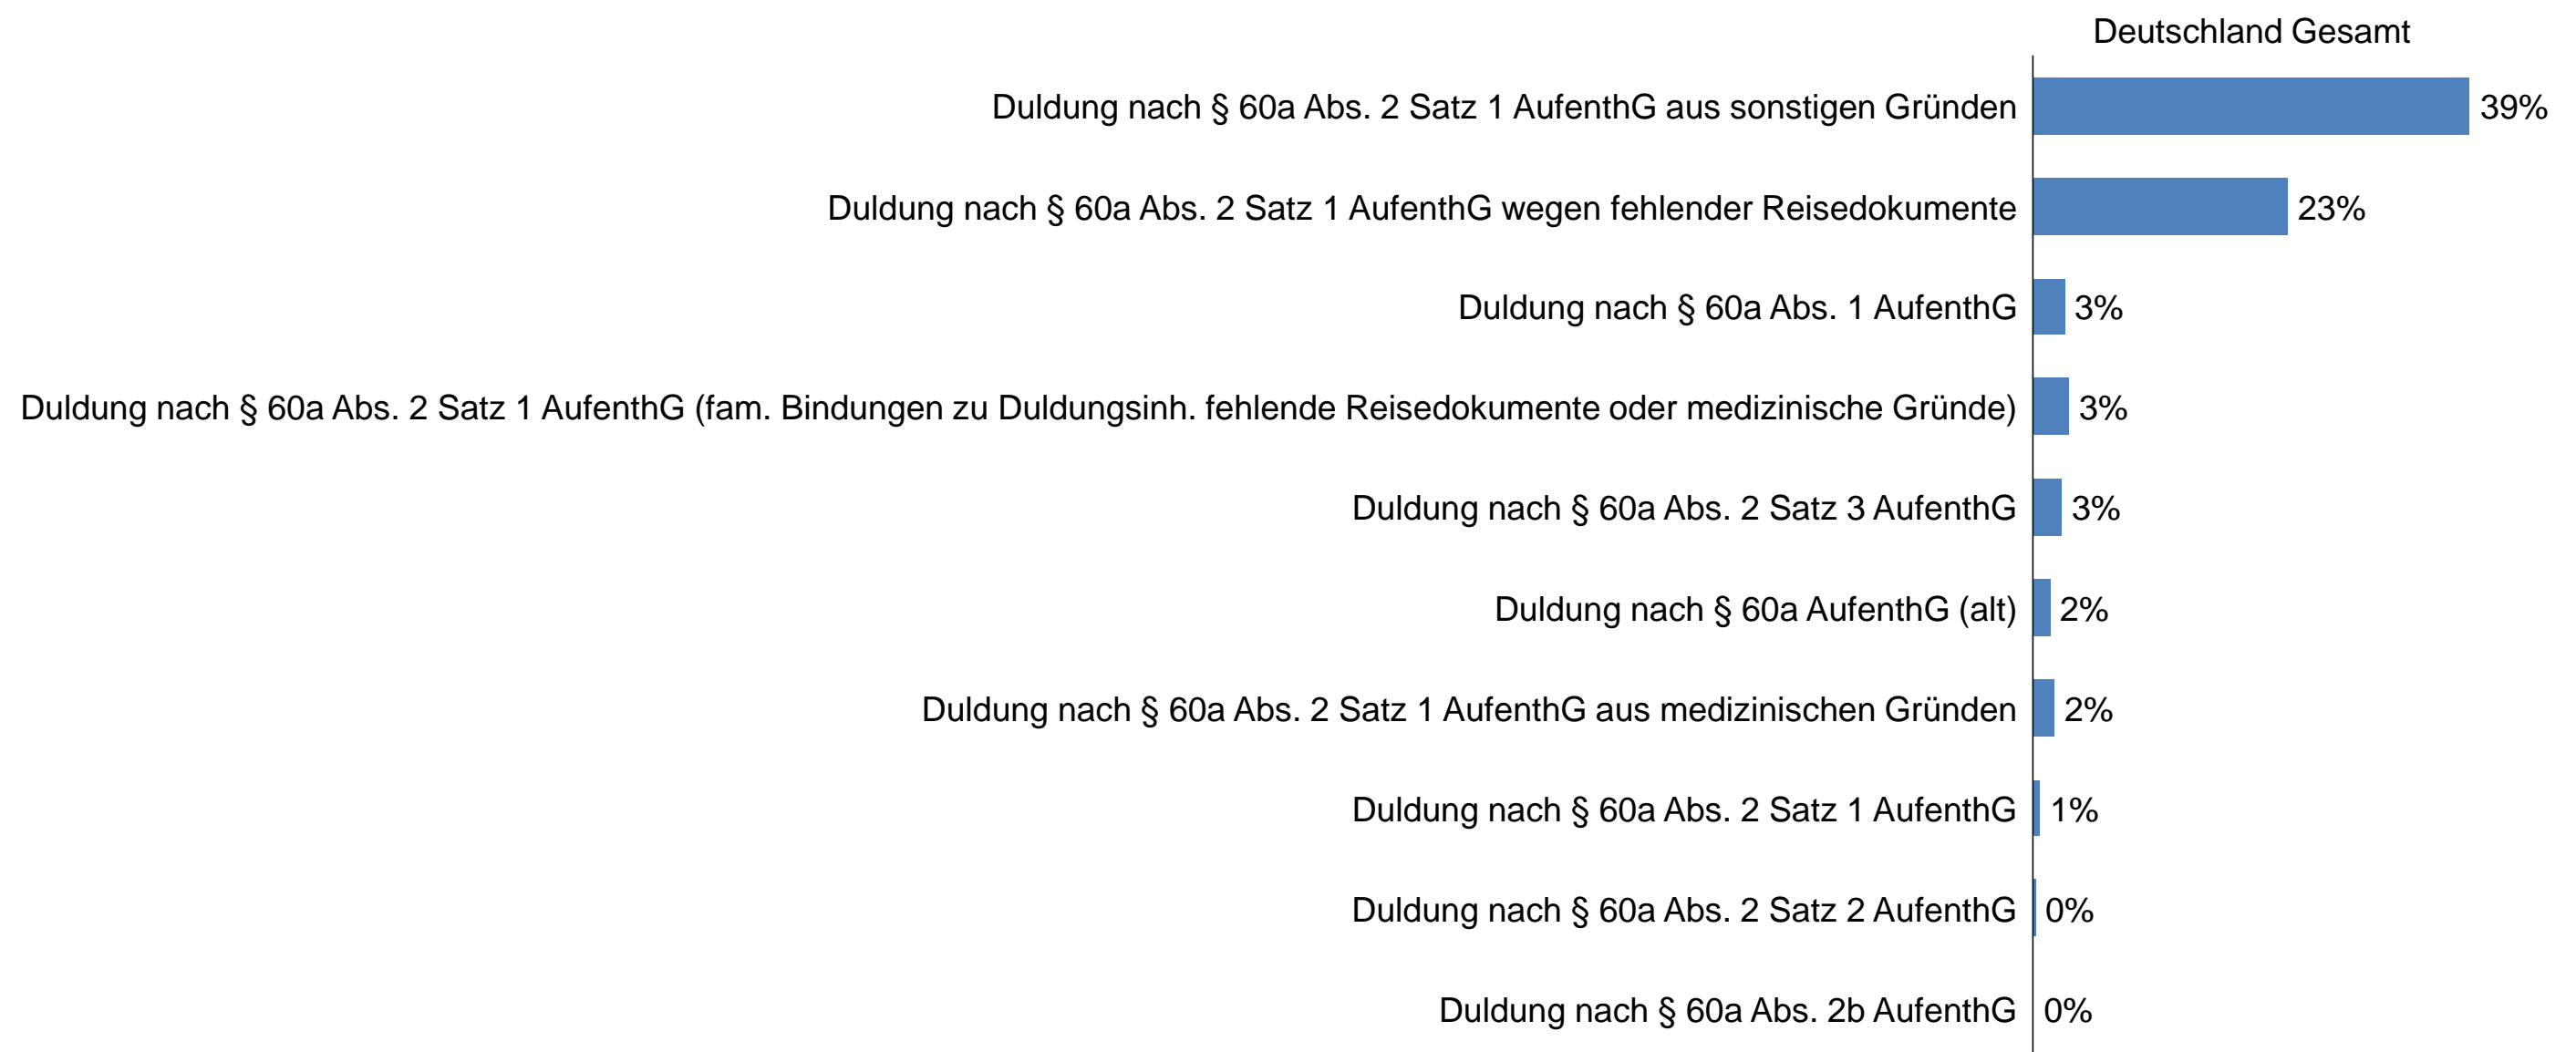 Deutschland Gesamt
Duldung nach § 60a Abs. 2 Satz 1 AufenthG aus sonstigen Gründen 39%
Duldung nach § 60a Abs. 2 Satz 1 AufenthG wegen fehlender Reisedokumente 23%
Duldung nach § 60a Abs. 1 AufenthG 3%
Duldung nach § 60a Abs. 2 Satz 1 AufenthG (fam. Bindungen zu Duldungsinh. fehlende Reisedokumente oder medizinische Gründe) 3%
Duldung nach § 60a Abs. 2 Satz 3 AufenthG 3%
Duldung nach § 60a AufenthG (alt) 2%
Duldung nach § 60a Abs. 2 Satz 1 AufenthG aus medizinischen Gründen 2%
Duldung nach § 60a Abs. 2 Satz 1 AufenthG 1%
Duldung nach § 60a Abs. 2 Satz 2 AufenthG 0%
Duldung nach § 60a Abs. 2b AufenthG 0%